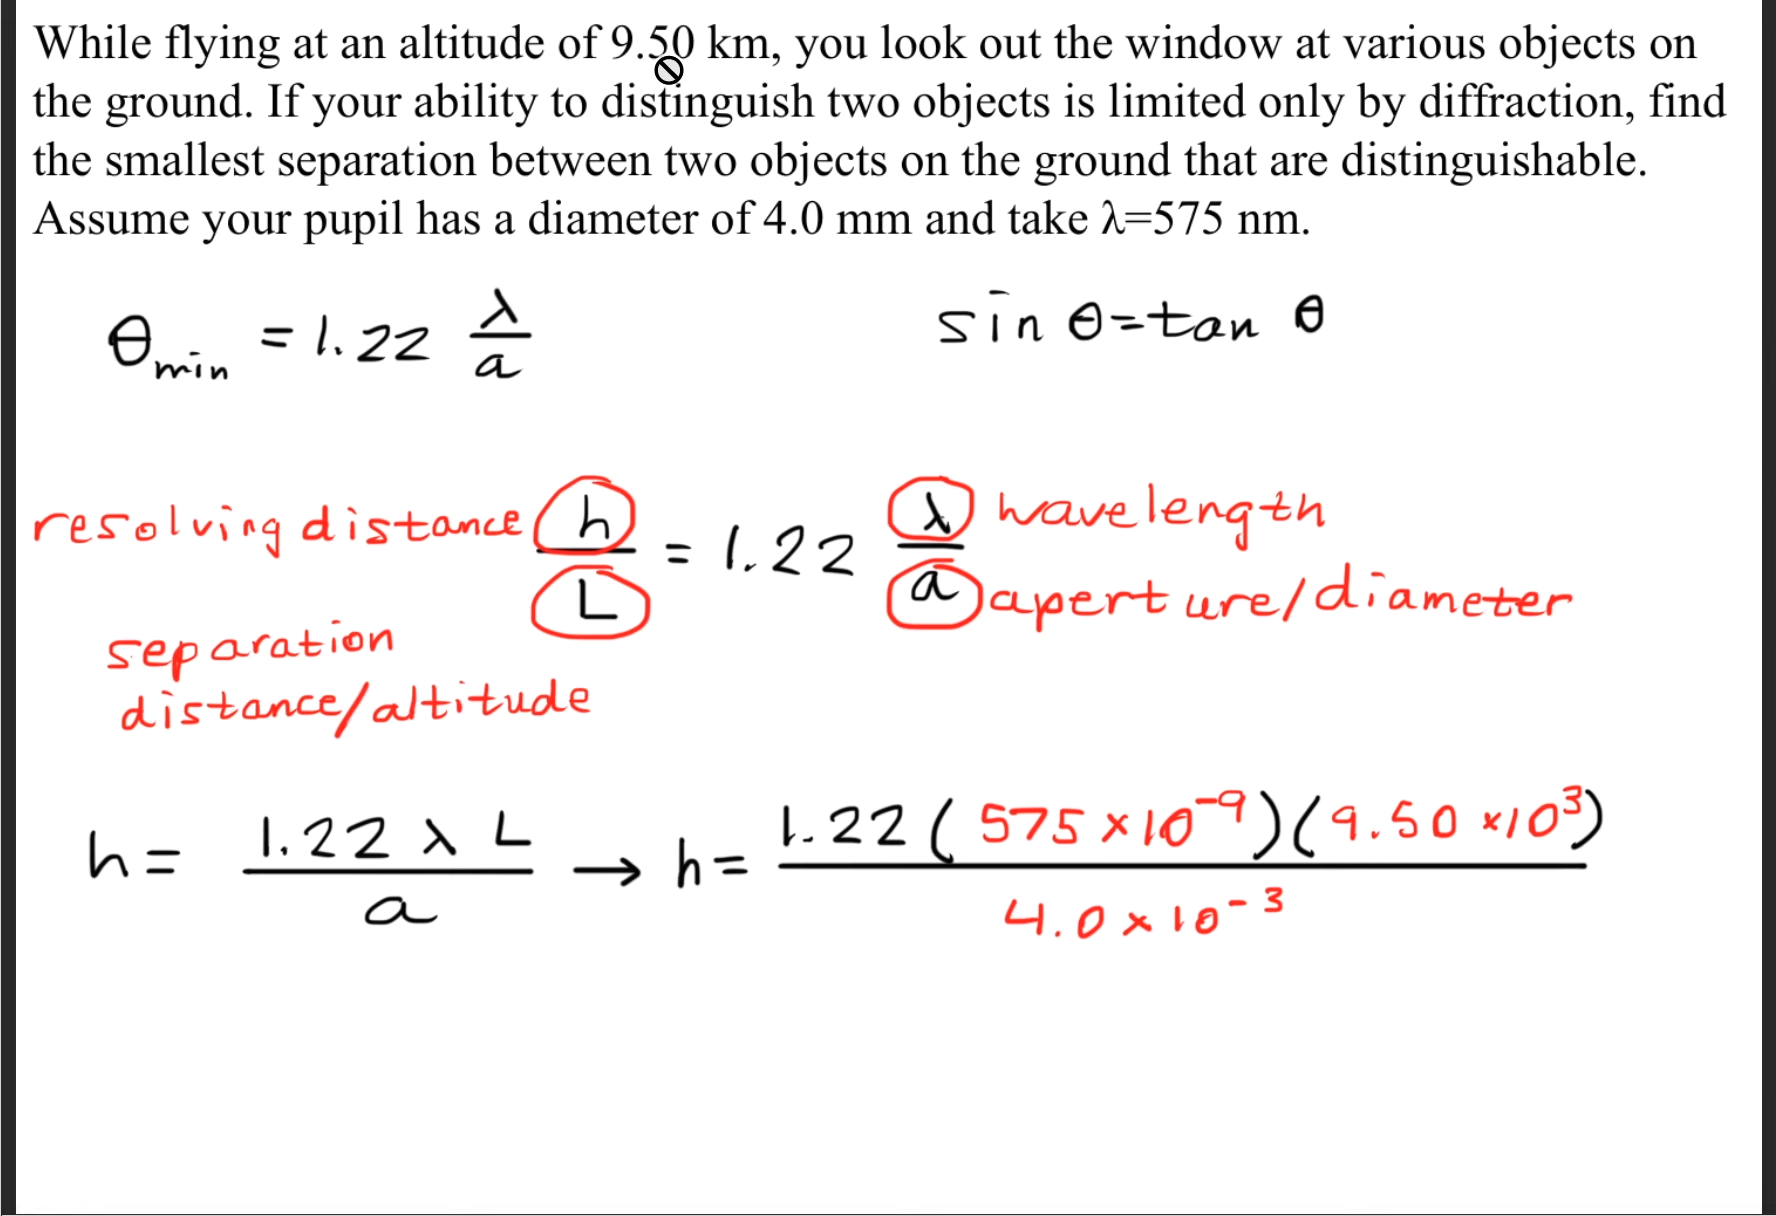 While flying at an altitude of 9.50 km, you look out the window at various objects on
the ground. If your ability to distinguish two objects is limited only by diffraction, find
the smallest separation between two objects on the ground that are distinguishable.
Assume your pupil has a diameter of 4.0 mm and take λ=575 nm.
θmin = 1.22 λ/a
sin θ=tan θ
resolving distance h/L = 1.22 λ/a wavelength
aperture/diameter
separation
distance/altitude
h = 1.22 λ L/a → h = 1.22 (575 x10⁻⁹)(9.50 x10³)/4.0 x 10⁻³